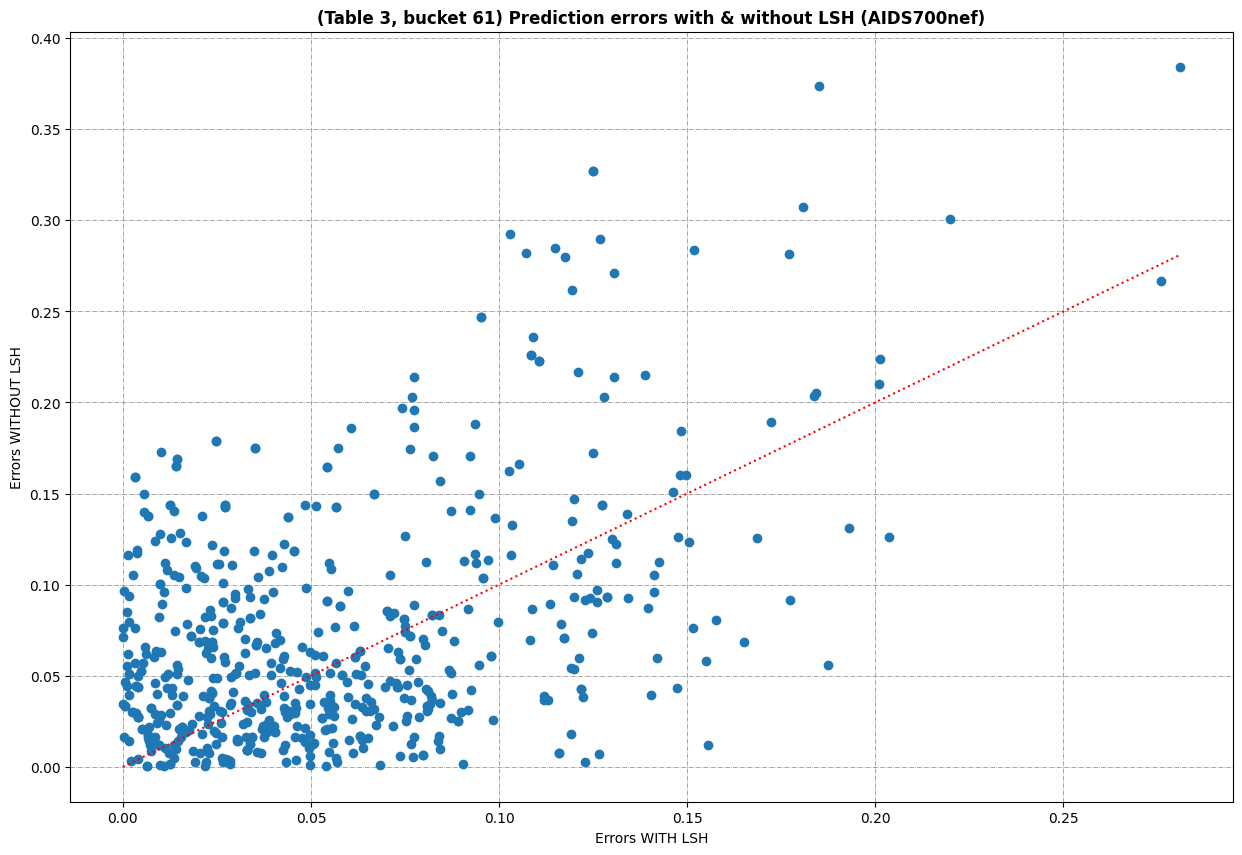 (Table 3, bucket 61) Prediction errors with & without LSH (AIDS700nef)
0.40
0.35
0.30
0.25
0.20
0.15
0.10
0.05
0.00
Errors WITHOUT LSH
0.00 0.05 0.10 0.15 0.20 0.25
Errors WITH LSH